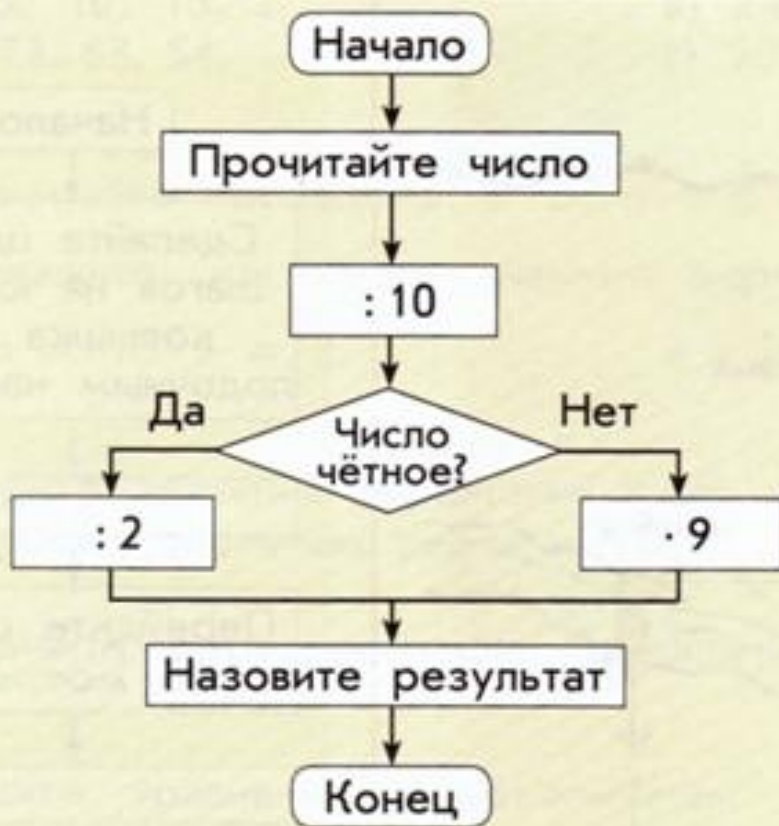 Начало
Прочитайте число
: 10
Да
Нет
Число
чётное?
: 2
· 9
Назовите результат
Конец